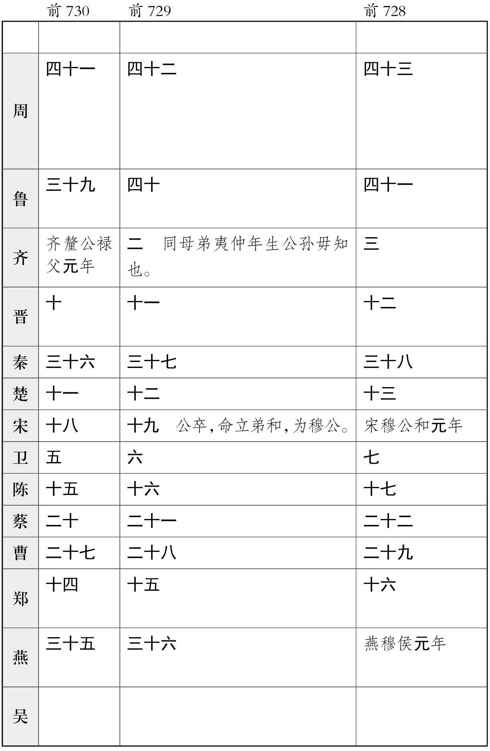 前730 前729 前728
周 四十一 四十二 四十三
鲁 三十九 四十 四十一
齐 齐釐公禄父元年 二 同母弟夷仲年生公孙毋知也。 三
晋 十 十一 十二
秦 三十六 三十七 三十八
楚 十一 十二 十三
宋 十八 十九 公卒，命立弟和，为穆公。 宋穆公和元年
卫 五 六 七
陈 十五 十六 十七
蔡 二十 二十一 二十二
曹 二十七 二十八 二十九
郑 十四 十五 十六
燕 三十五 三十六 燕穆侯元年
吴